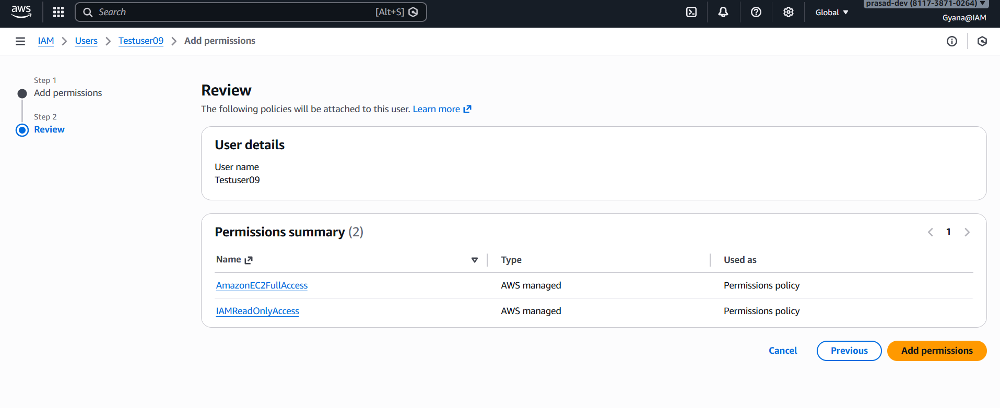 aws
Search
[Alt+S]
Global
prasad-dev (8117-3871-0264)
Gyana@IAM
IAM
Users
Testuser09
Add permissions
Step 1
Add permissions
Step 2
Review
Review
The following policies will be attached to this user. Learn more
User details
User name
Testuser09
Permissions summary (2)
1
Name
Type
Used as
AmazonEC2FullAccess
AWS managed
Permissions policy
IAMReadOnlyAccess
AWS managed
Permissions policy
Cancel
Previous
Add permissions